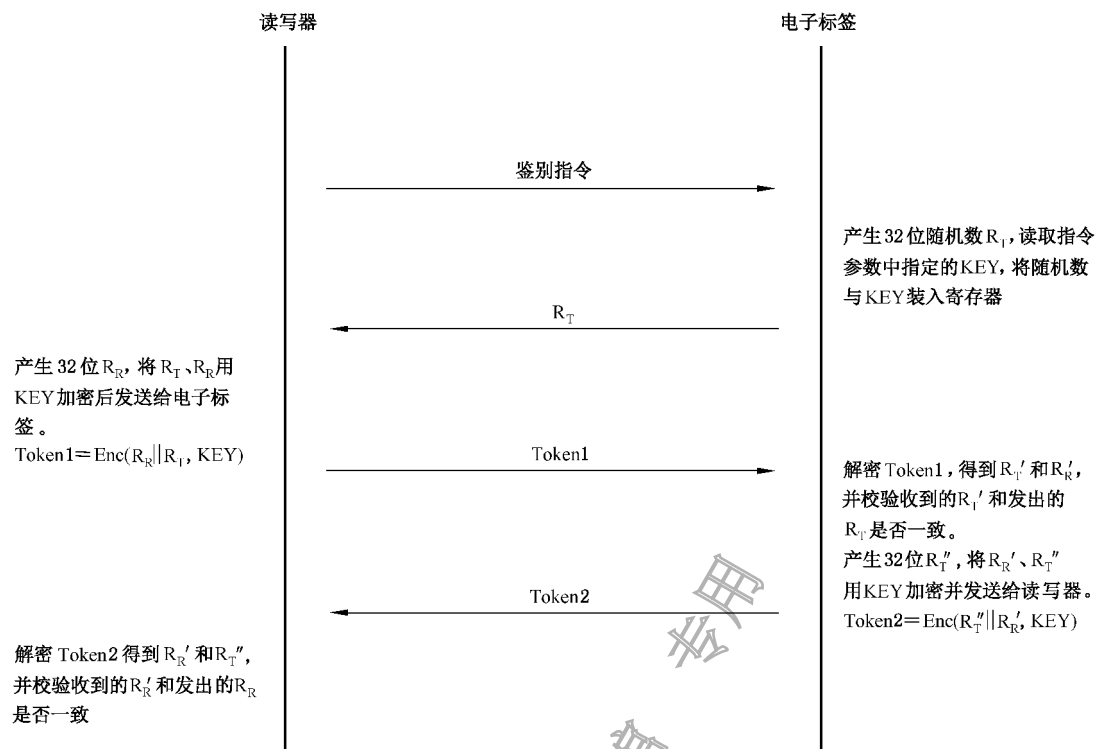 读写器
电子标签
鉴别指令
产生32位随机数R_T,读取指令
参数中指定的KEY,将随机数
与KEY装入寄存器
R_T
产生32位R_R,将R_T、R_R用
KEY加密后发送给电子标
签。
Token1=Enc(R_R||R_T, KEY)
Token1
解密Token1,得到R_T′和R_R′,
并校验收到的R_T′和发出的
R_T是否一致。
产生32位R_T″,将R_R′、R_T″
用KEY加密并发送给读写器。
Token2=Enc(R_T″||R_R′, KEY)
Token2
解密 Token2 得到R_R′和R_T″,
并校验收到的R_R′和发出的R_R
是否一致
专用